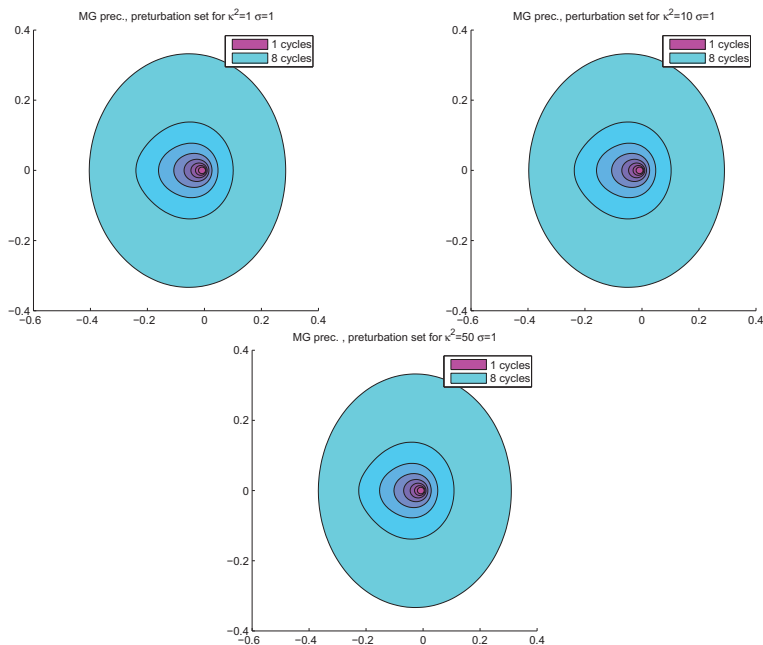 MG prec., preturbation set for κ²=1 σ=1
1 cycles
8 cycles
0.4
0.2
0
−0.2
−0.4
−0.6 −0.4 −0.2 0 0.2 0.4
MG prec., perturbation set for κ²=10 σ=1
1 cycles
8 cycles
0.4
0.2
0
−0.2
−0.4
−0.6 −0.4 −0.2 0 0.2 0.4
MG prec. , preturbation set for κ²=50 σ=1
1 cycles
8 cycles
0.4
0.2
0
−0.2
−0.4
−0.6 −0.4 −0.2 0 0.2 0.4